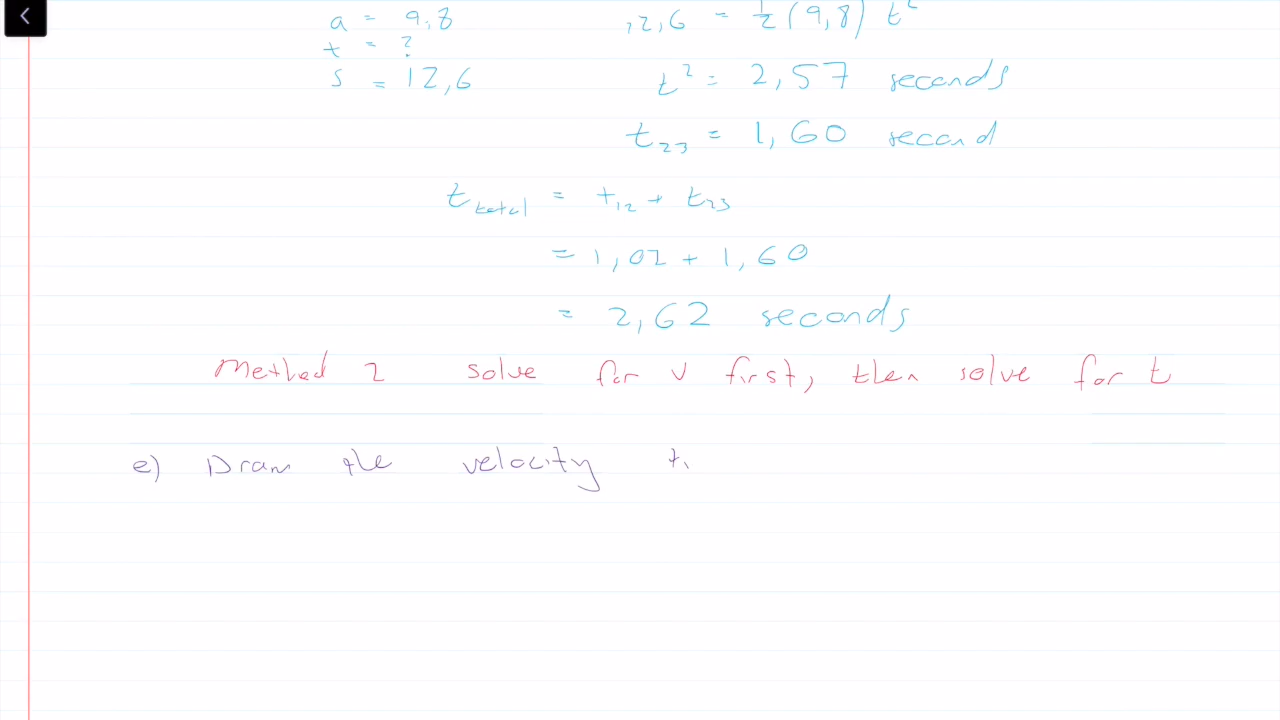 a = 9,8
12,6 = 1/2 (9,8) t²
t = ?
s = 12,6
t² = 2,57 seconds
t₂₃ = 1,60 second
t total = t₁₂ + t₂₃
= 1,02 + 1,60
= 2,62 seconds
Method 2 solve for v first, then solve for t
e) Draw the velocity ti